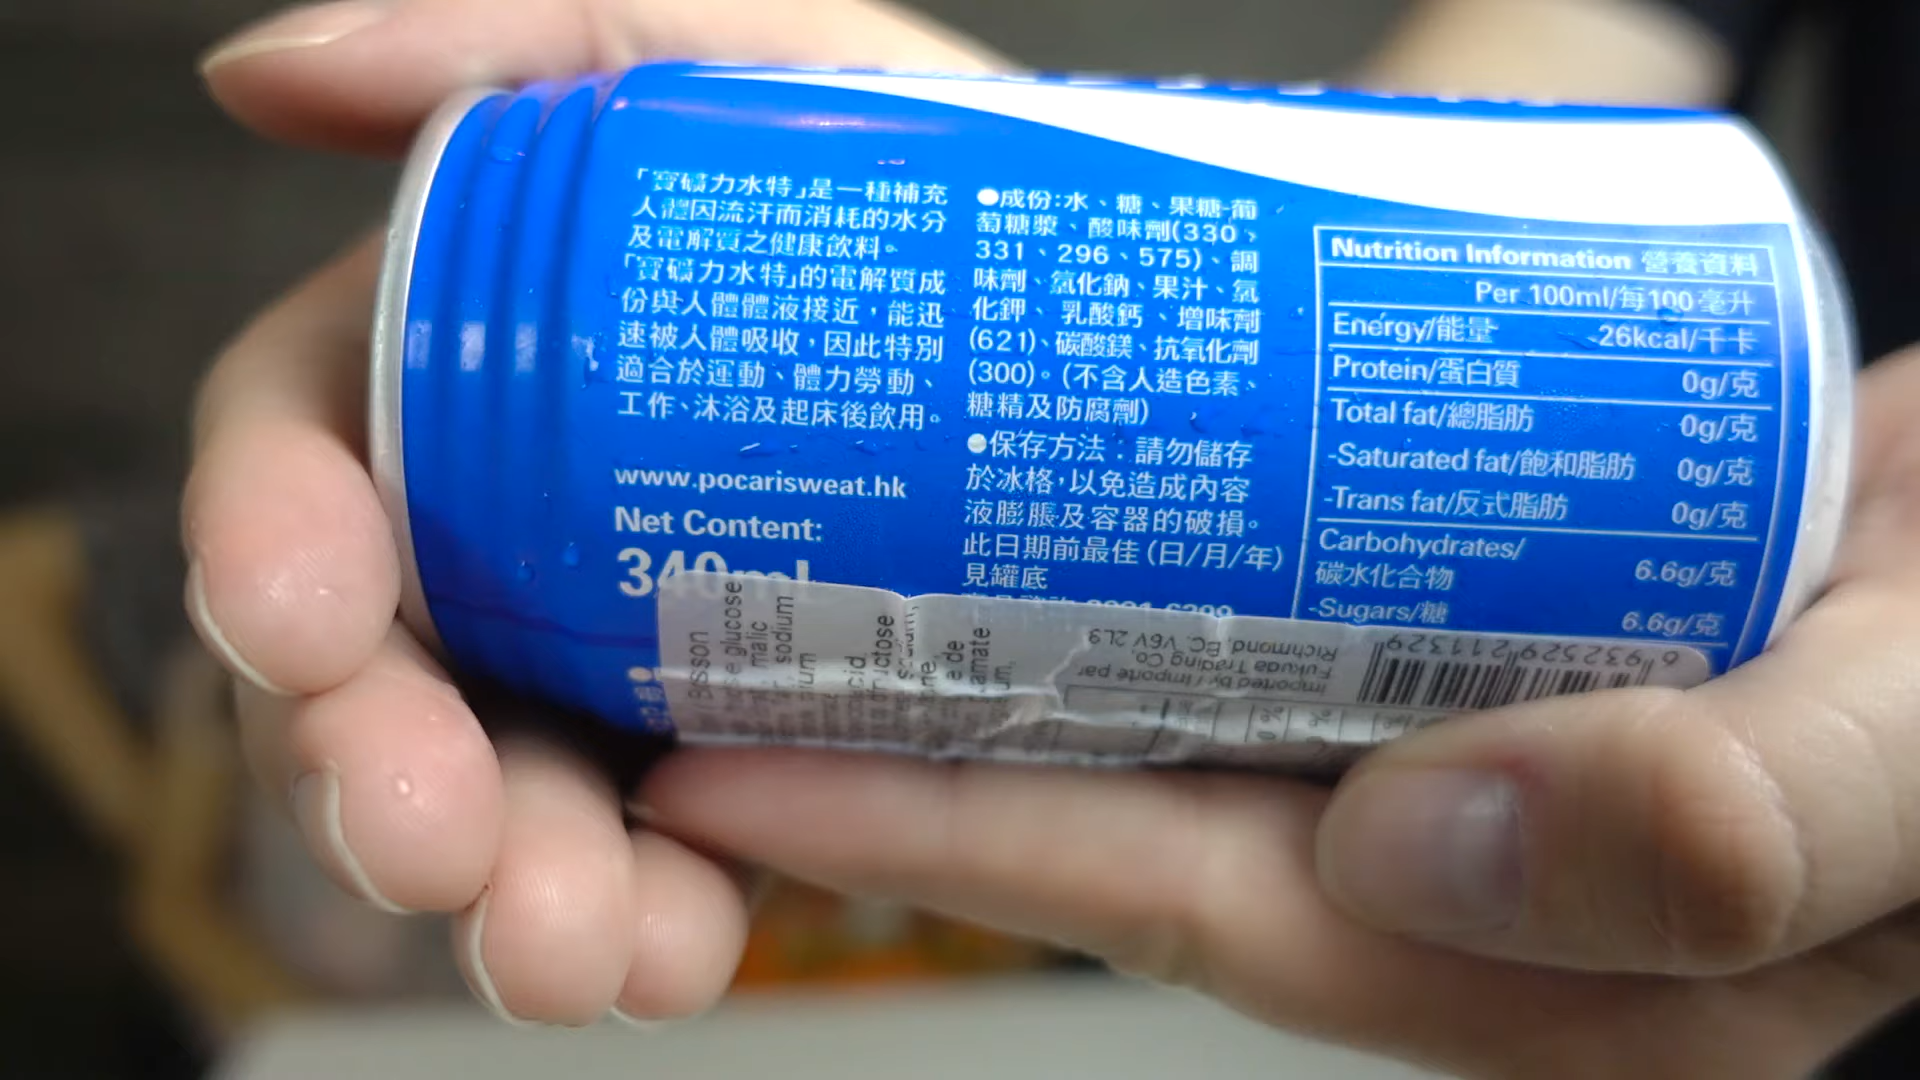 「寶礦力水特」是一種補充
人體因流汗而消耗的水分
及電解質之健康飲料。
「寶礦力水特」的電解質成
份與人體體液接近，能迅
速被人體吸收，因此特別
適合於運動、體力勞動、
工作、沐浴及起床後飲用。
www.pocarisweat.hk
Net Content:
340ml
●成份：水、糖、果糖-葡
萄糖漿、酸味劑(330、
331、296、575)、調
味劑、氯化鈉、果汁、氯
化鉀、乳酸鈣、增味劑
(621)、碳酸鎂、抗氧化劑
(300)。(不含人造色素、
糖精及防腐劑)
●保存方法：請勿儲存
於冰格，以免造成內容
液膨脹及容器的破損。
此日期前最佳(日/月/年)
見罐底
Nutrition Information 營養資料
Per 100ml/每100毫升
Energy/能量 26kcal/千卡
Protein/蛋白質 0g/克
Total fat/總脂肪 0g/克
-Saturated fat/飽和脂肪 0g/克
-Trans fat/反式脂肪 0g/克
Carbohydrates/
碳水化合物 6.6g/克
-Sugars/糖 6.6g/克
glucose
malic
sodium
Imported by / Importé par
Fukuda Trading Co.
Richmond, BC, V6V 2L9
6 932529 211329